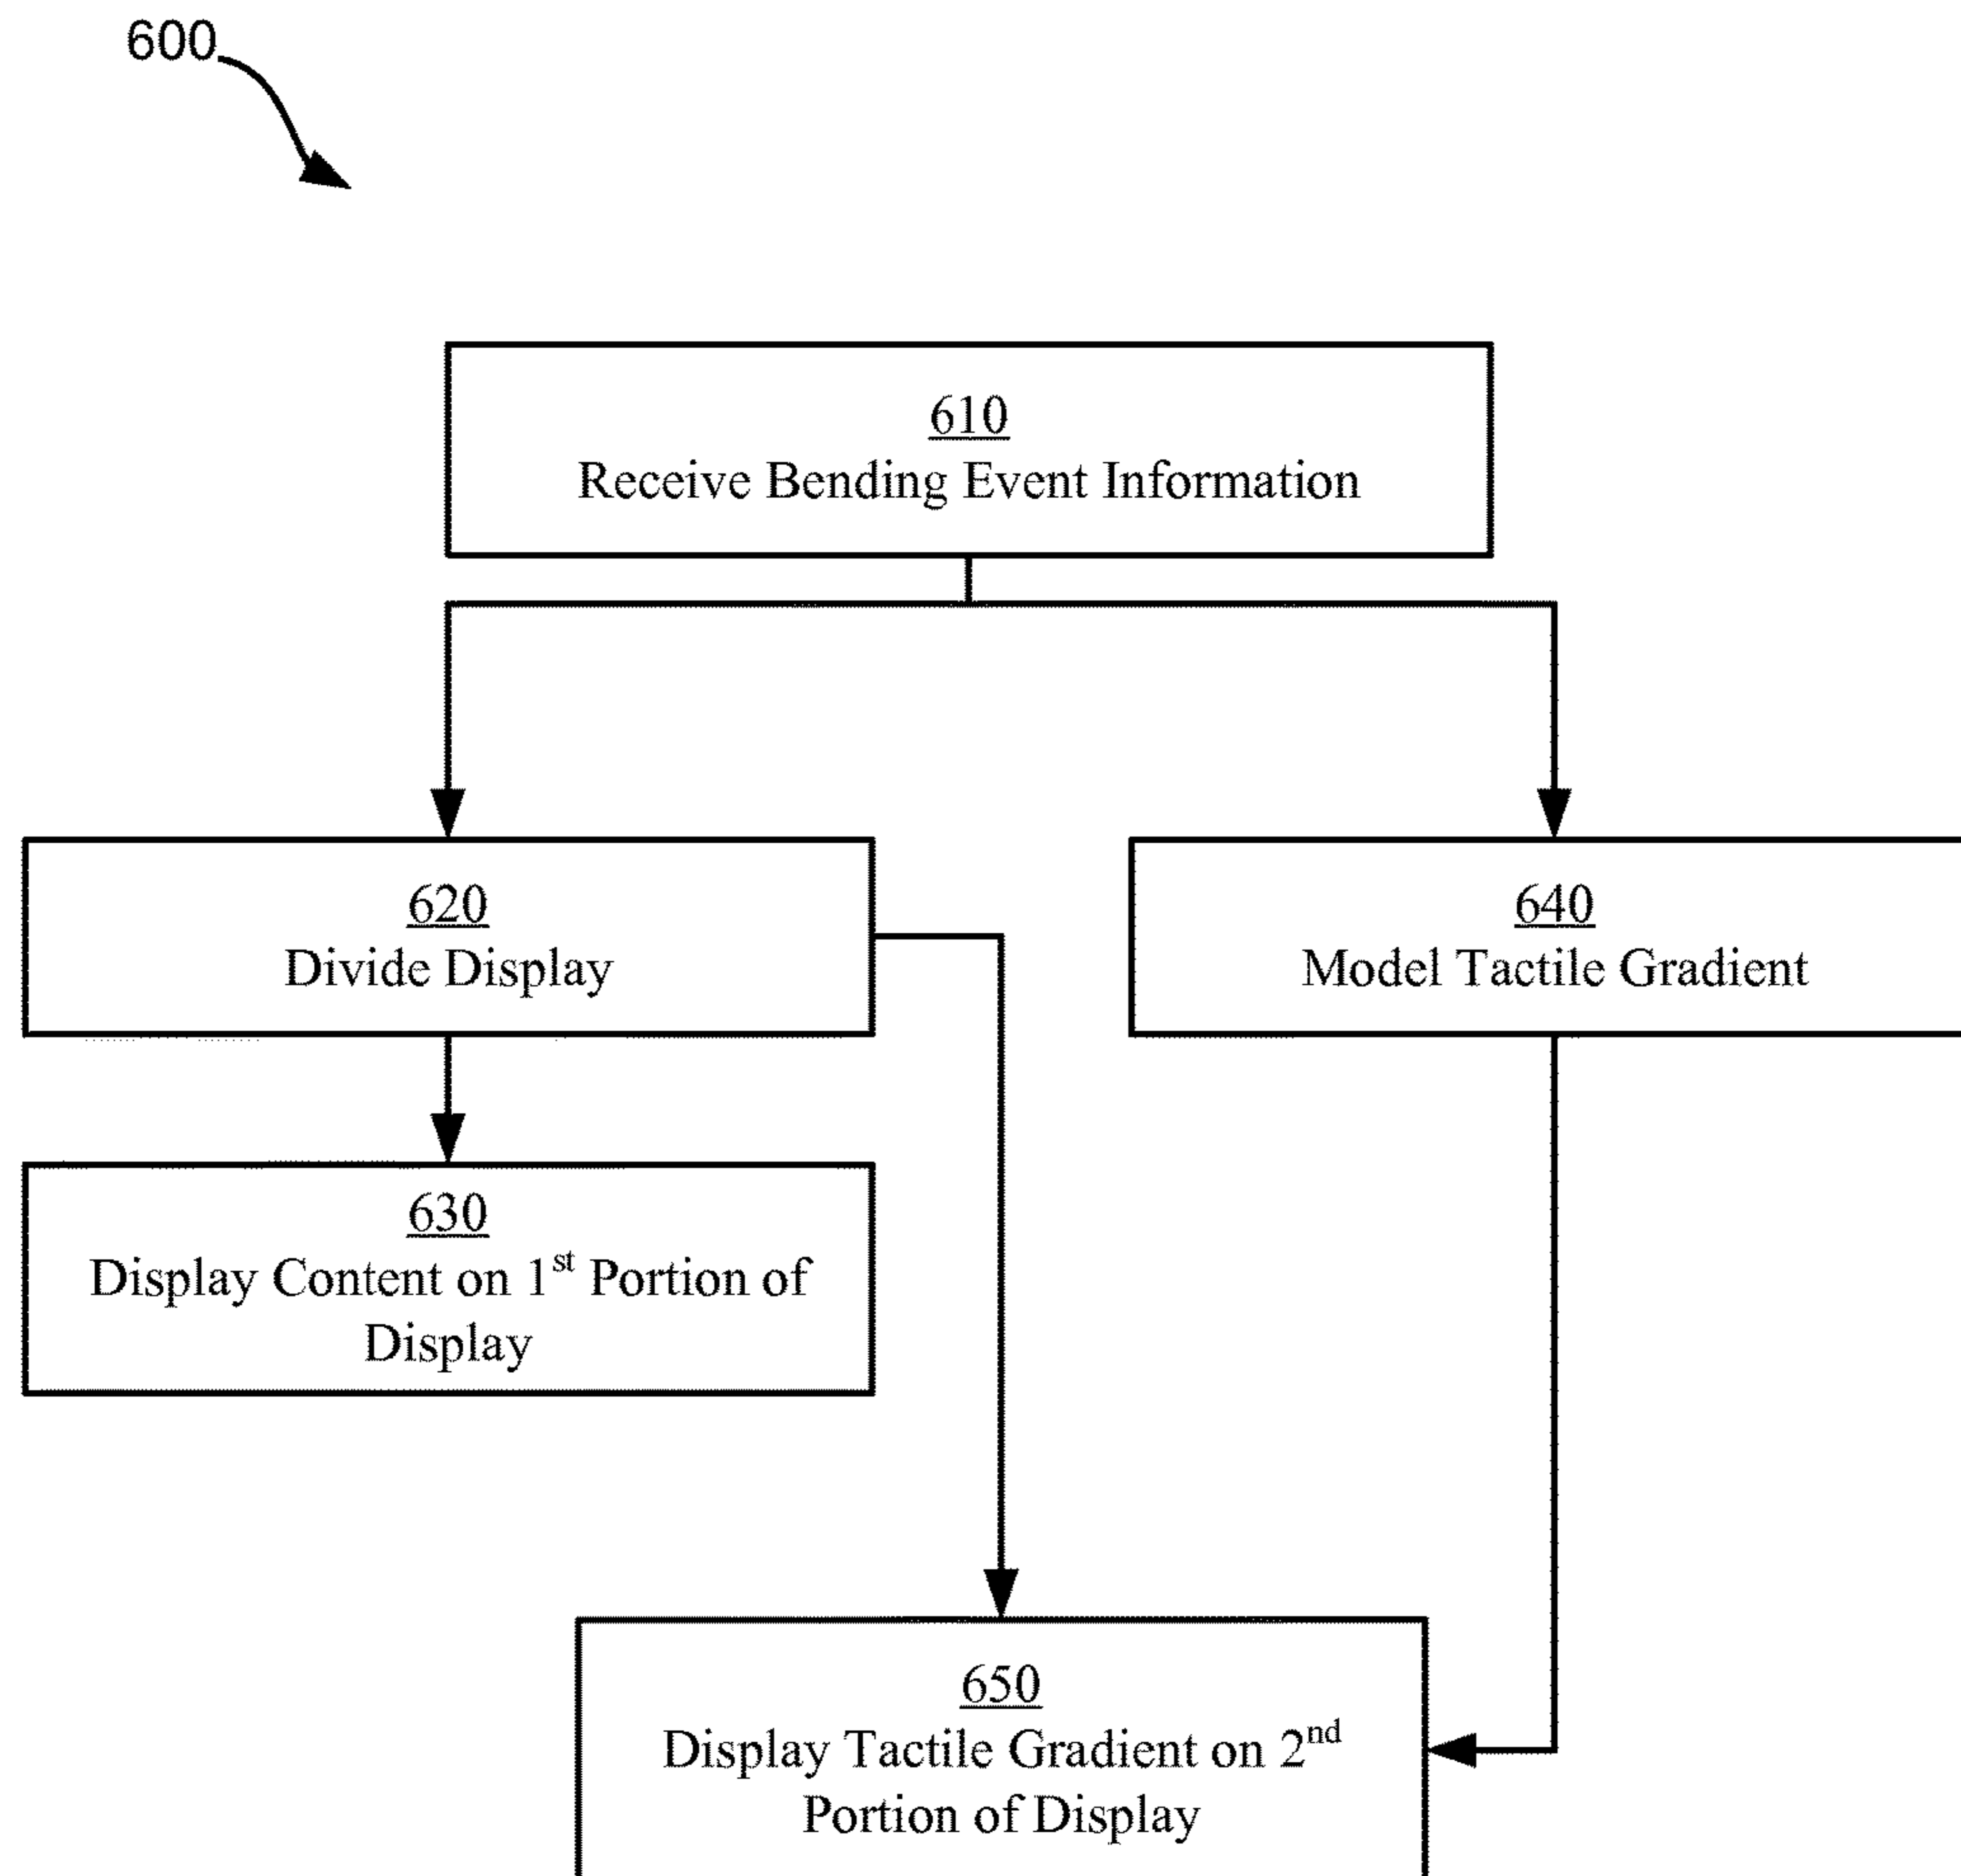 600
610
Receive Bending Event Information
620
Divide Display
640
Model Tactile Gradient
630
Display Content on 1st Portion of
Display
650
Display Tactile Gradient on 2nd
Portion of Display